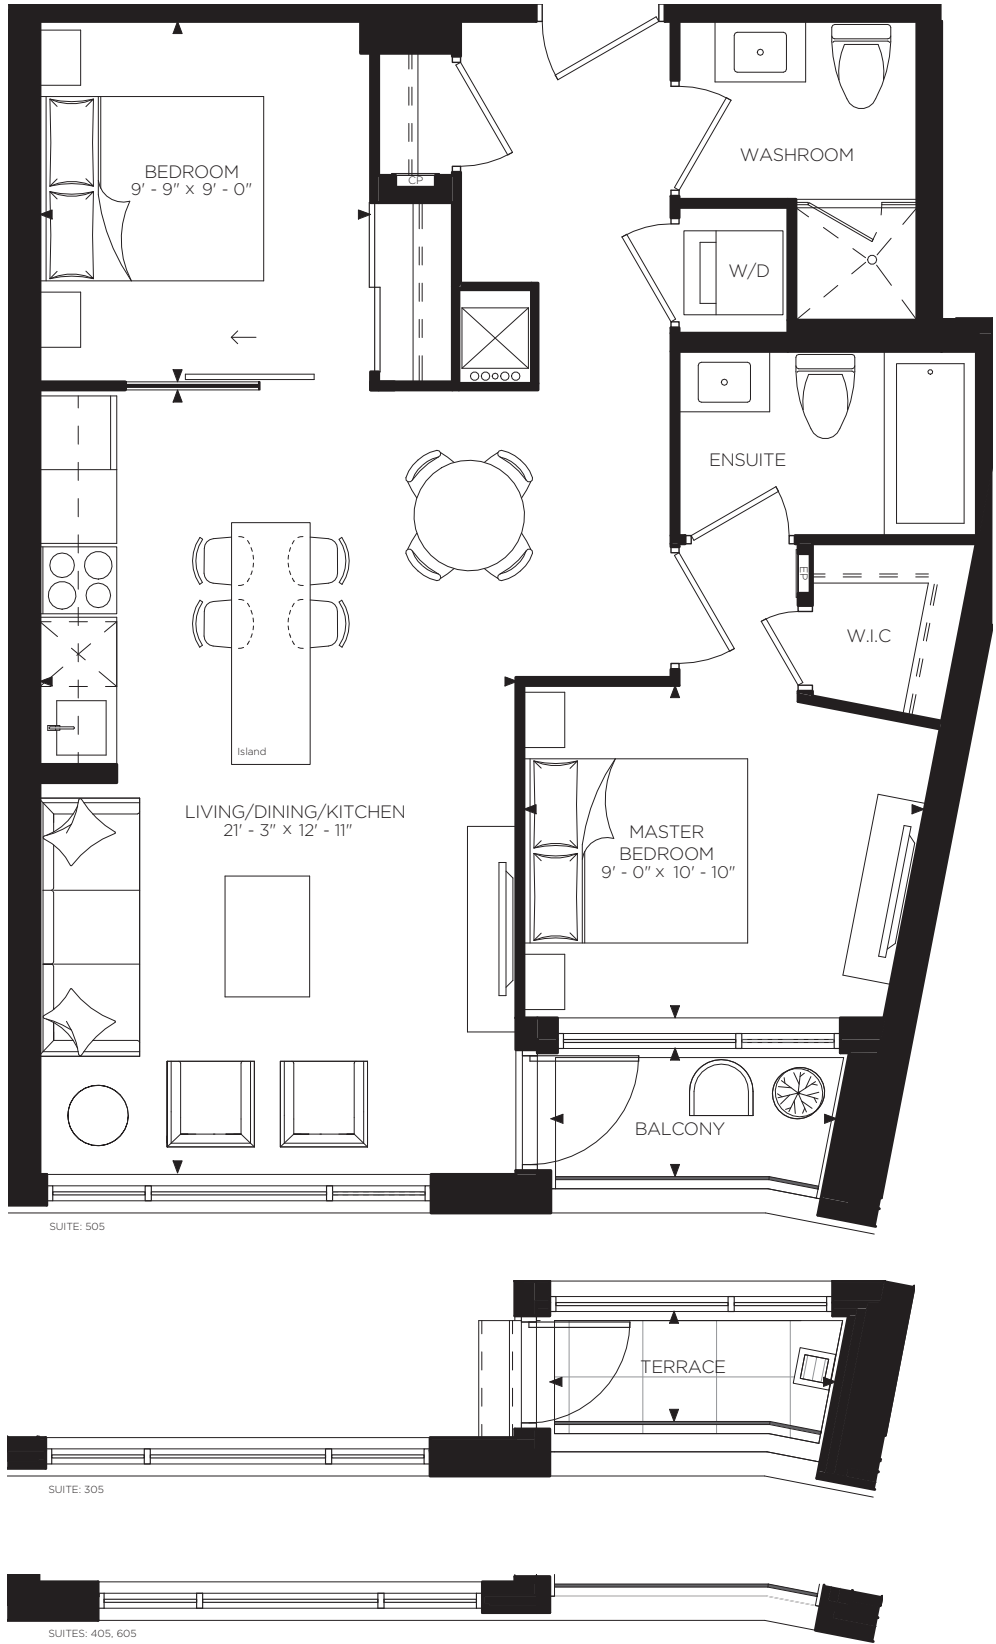 CP
WASHROOM
BEDROOM
9' - 9" x 9' - 0"
W/D
ENSUITE
EP
W.I.C
Island
LIVING/DINING/KITCHEN
21' - 3" x 12' - 11"
MASTER
BEDROOM
9' - 0" x 10' - 10"
BALCONY
SUITE: 505
TERRACE
SUITE: 305
SUITES: 405, 605